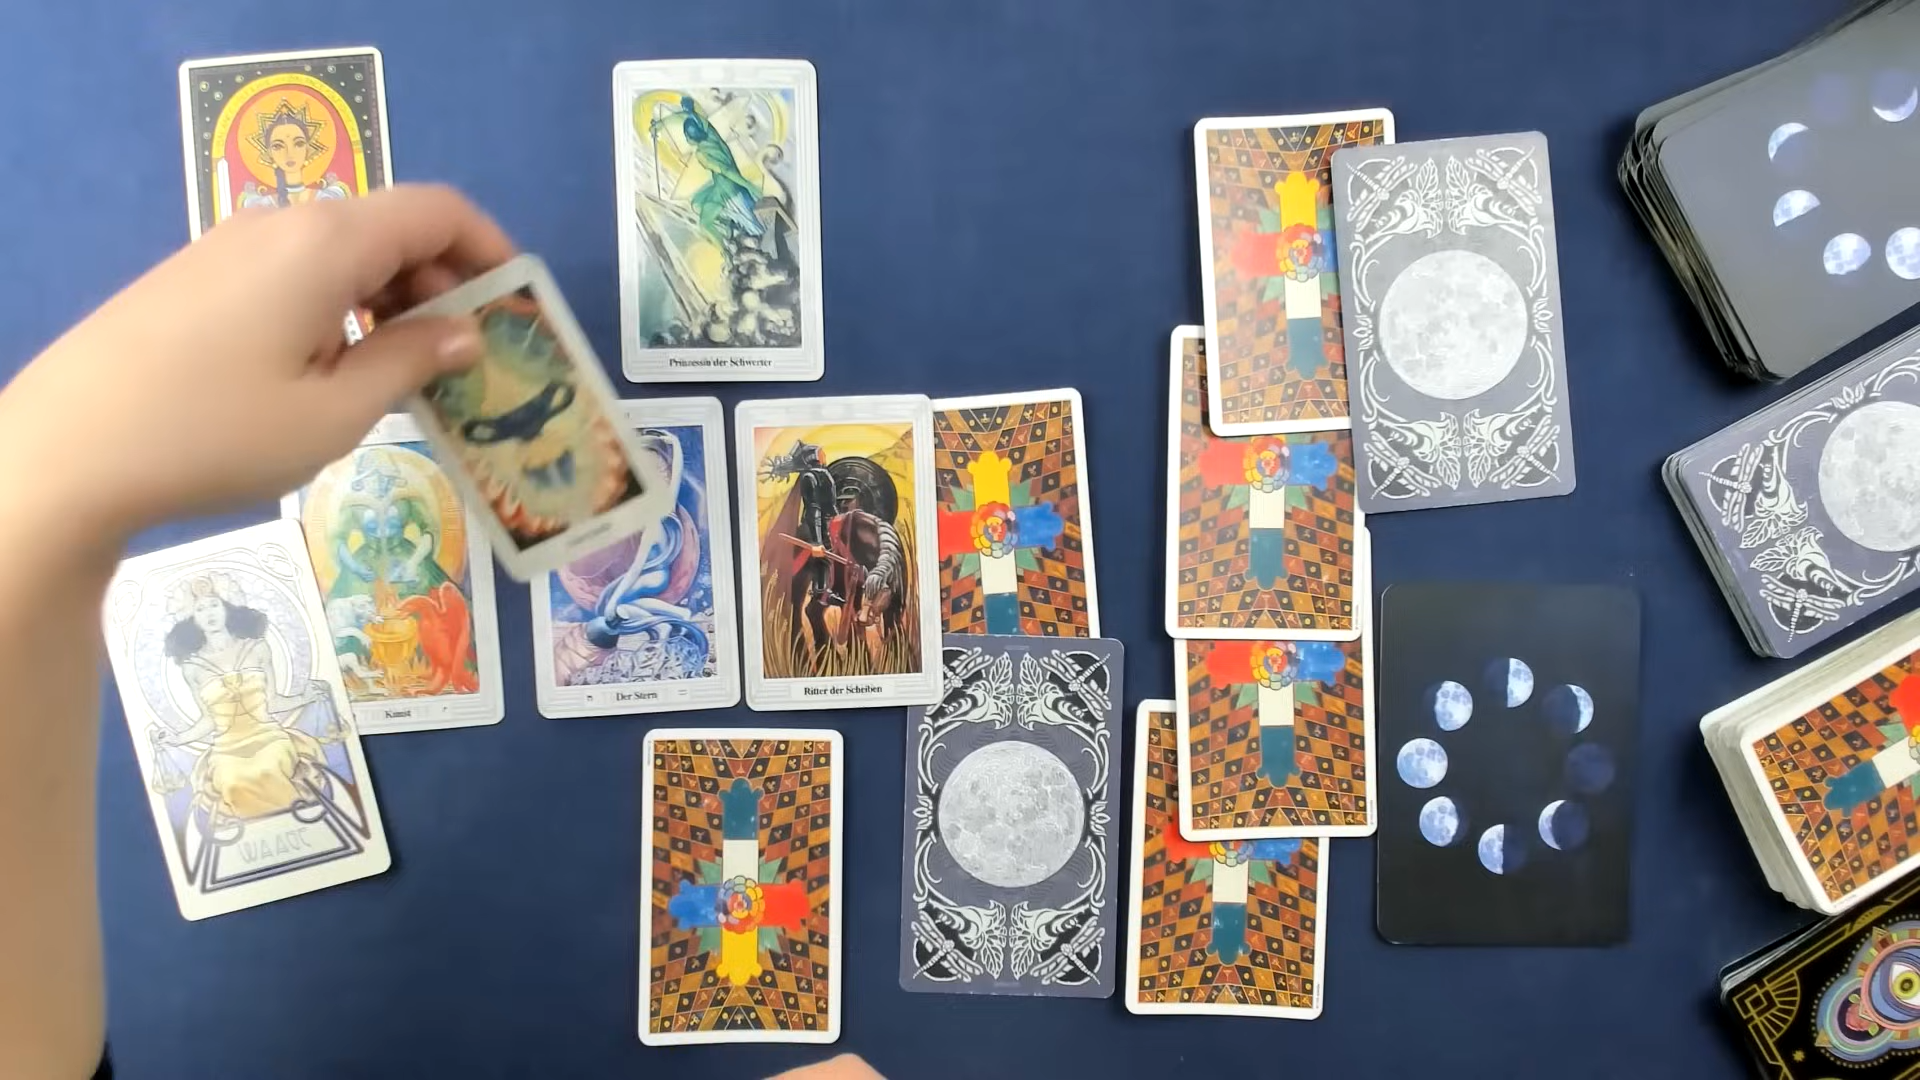 Prinzessin der Schwerter
Der Stern
Ritter der Scheiben
Kunst
WAAGE